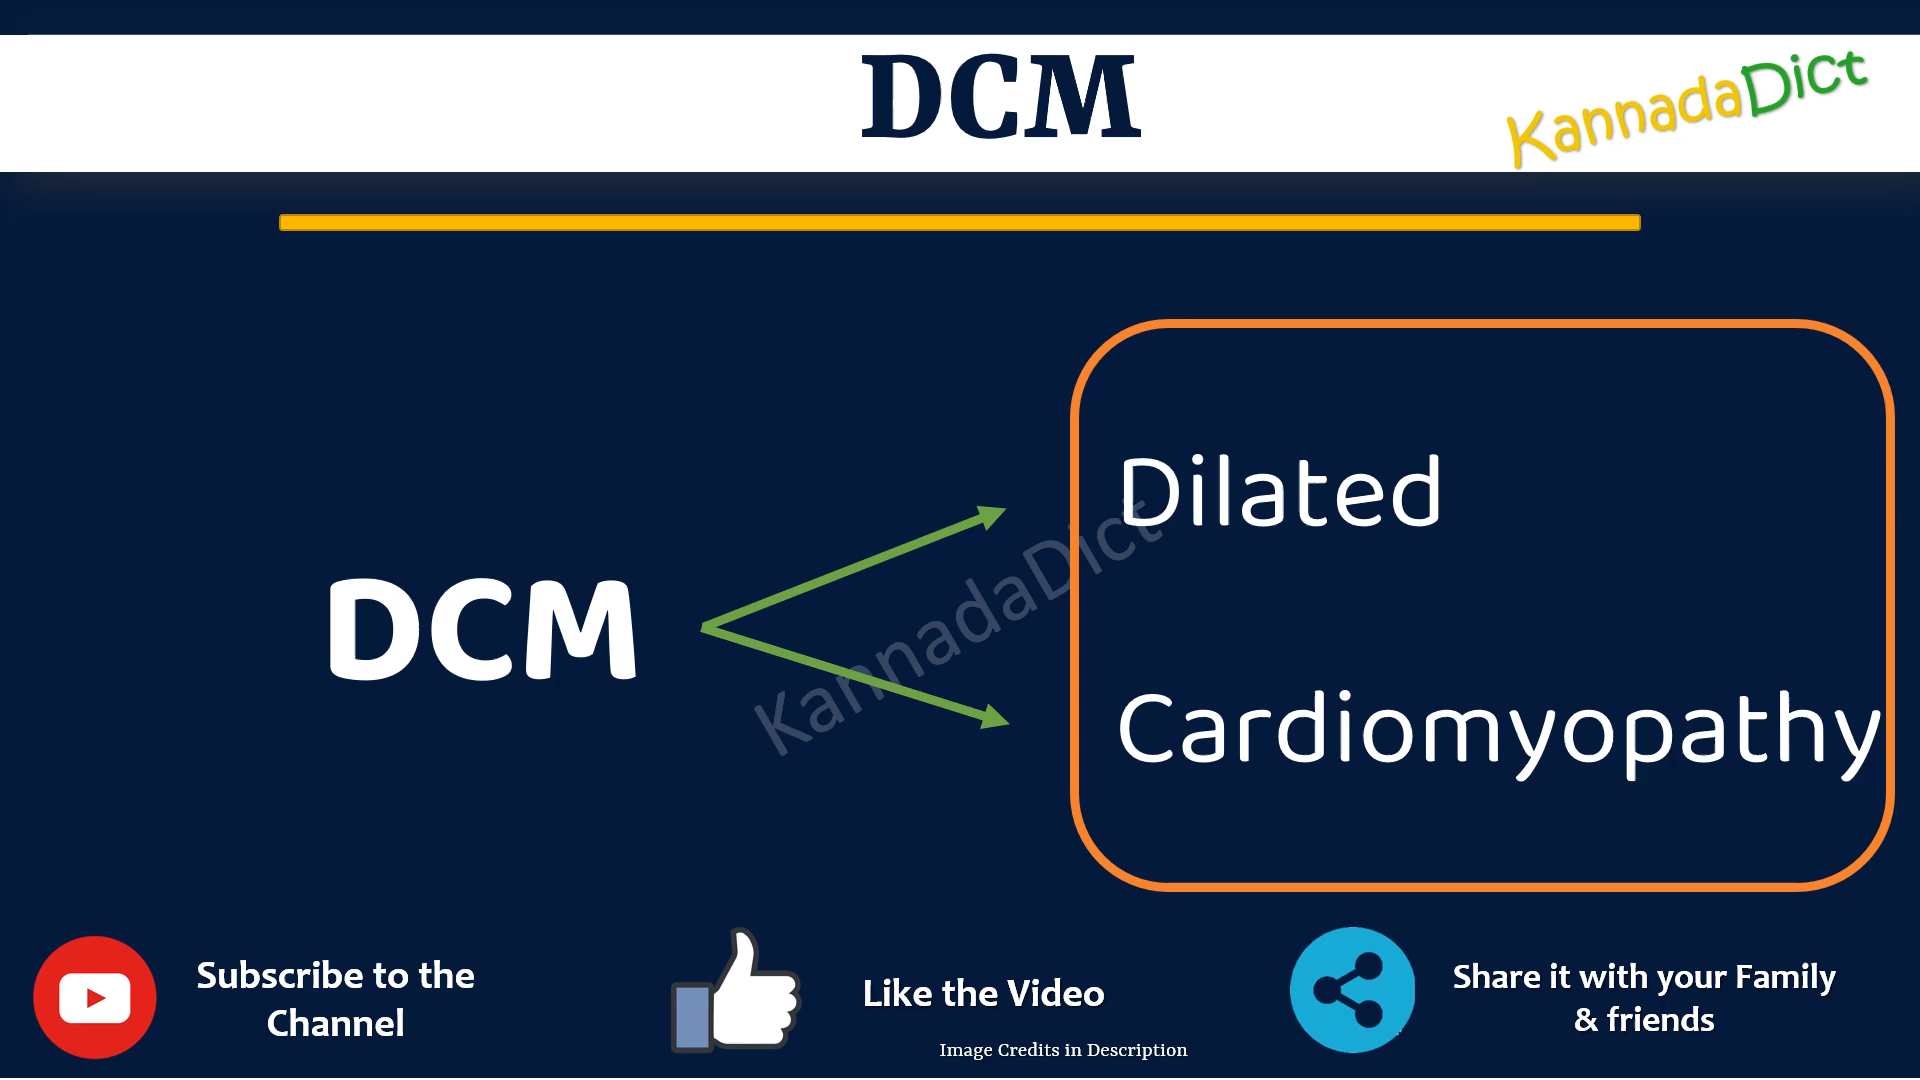 DCM
KannadaDict
DCM
Dilated
Cardiomyopathy
KannadaDict
Subscribe to the
Channel
Like the Video
Share it with your Family
& friends
Image Credits in Description